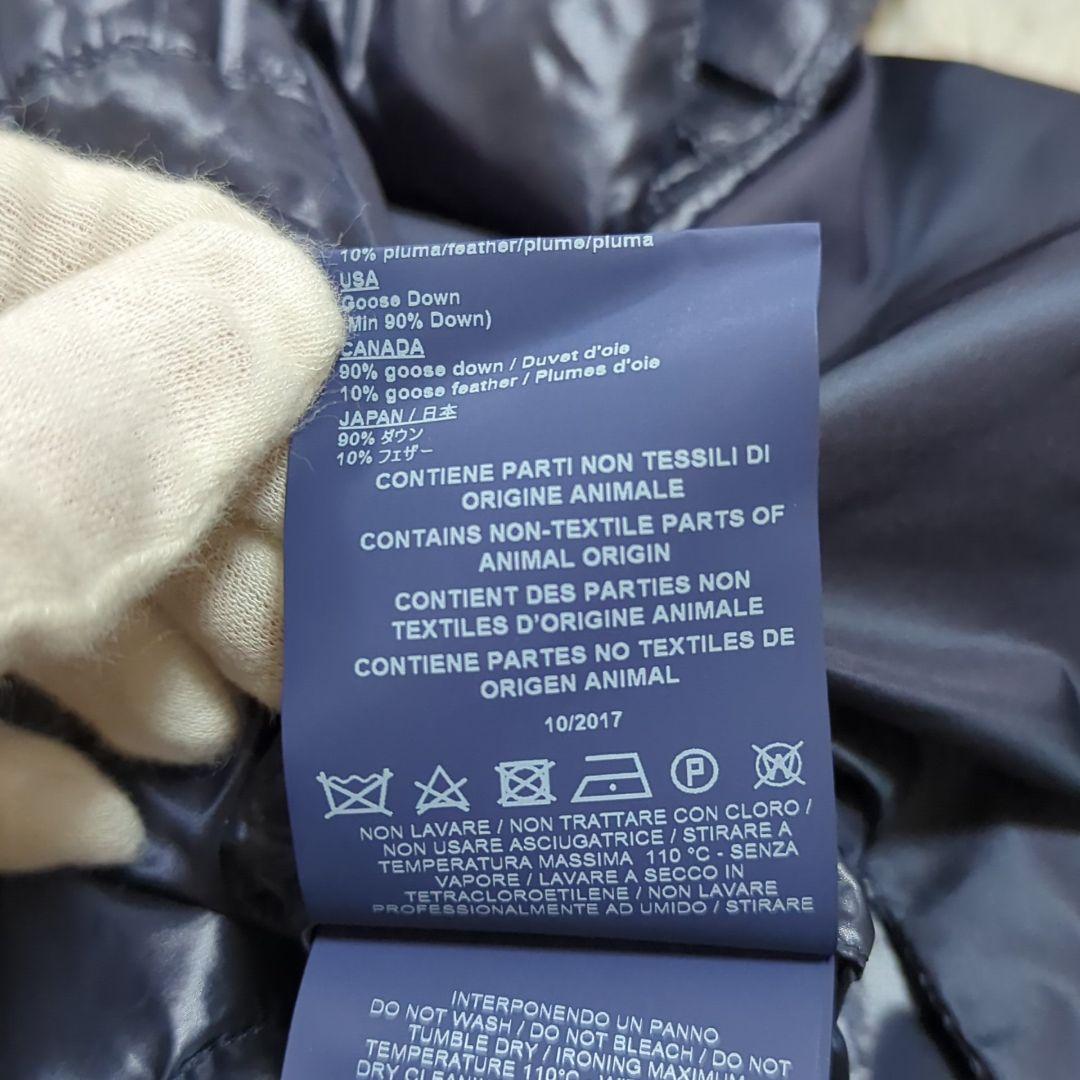 10% pluma/feather/plume/pluma
USA
Goose Down
(Min 90% Down)
CANADA
90% goose down / Duvet d'oie
10% goose feather / Plumes d'oie
JAPAN / 日本
90% ダウン
10% フェザー
CONTIENE PARTI NON TESSILI DI
ORIGINE ANIMALE
CONTAINS NON-TEXTILE PARTS OF
ANIMAL ORIGIN
CONTIENT DES PARTIES NON
TEXTILES D'ORIGINE ANIMALE
CONTIENE PARTES NO TEXTILES DE
ORIGEN ANIMAL
10/2017
P W
NON LAVARE / NON TRATTARE CON CLORO /
NON USARE ASCIUGATRICE / STIRARE A
TEMPERATURA MASSIMA 110 °C - SENZA
VAPORE / LAVARE A SECCO IN
TETRACLOROETILENE / NON LAVARE
PROFESSIONALMENTE AD UMIDO / STIRARE
INTERPONENDO UN PANNO
DO NOT WASH / DO NOT BLEACH / DO NOT
TUMBLE DRY / IRONING MAXIMUM
TEMPERATURE 110°C -
DRY